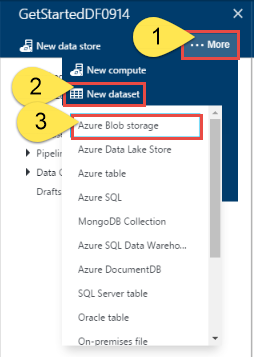 GetStartedDF0914
1
New data store
... More
2
New compute
New dataset
3
Azure Blob storage
Azure Data Lake Store
Azure table
Pipelin
Azure SQL
Data C
MongoDB Collection
Drafts
Azure SQL Data Wareho...
Azure DocumentDB
SQL Server table
Oracle table
On-premises file